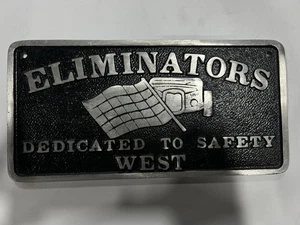 ELIMINATORS
DEDICATED TO SAFETY
WEST